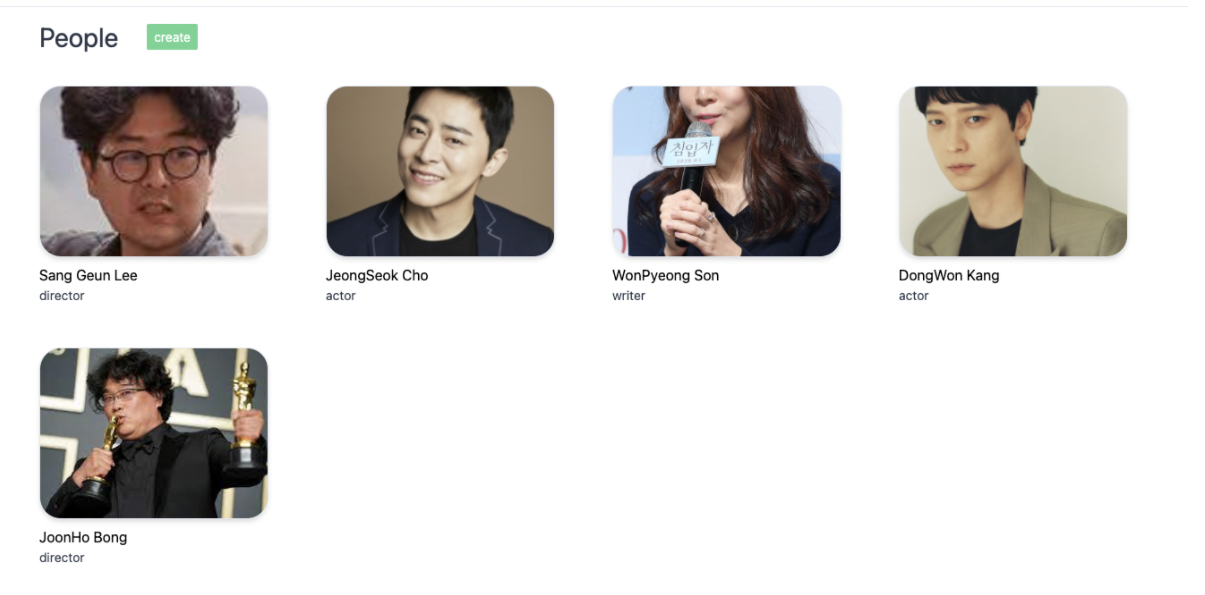 People
create
침입자
Sang Geun Lee
director
JeongSeok Cho
actor
WonPyeong Son
writer
DongWon Kang
actor
JoonHo Bong
director